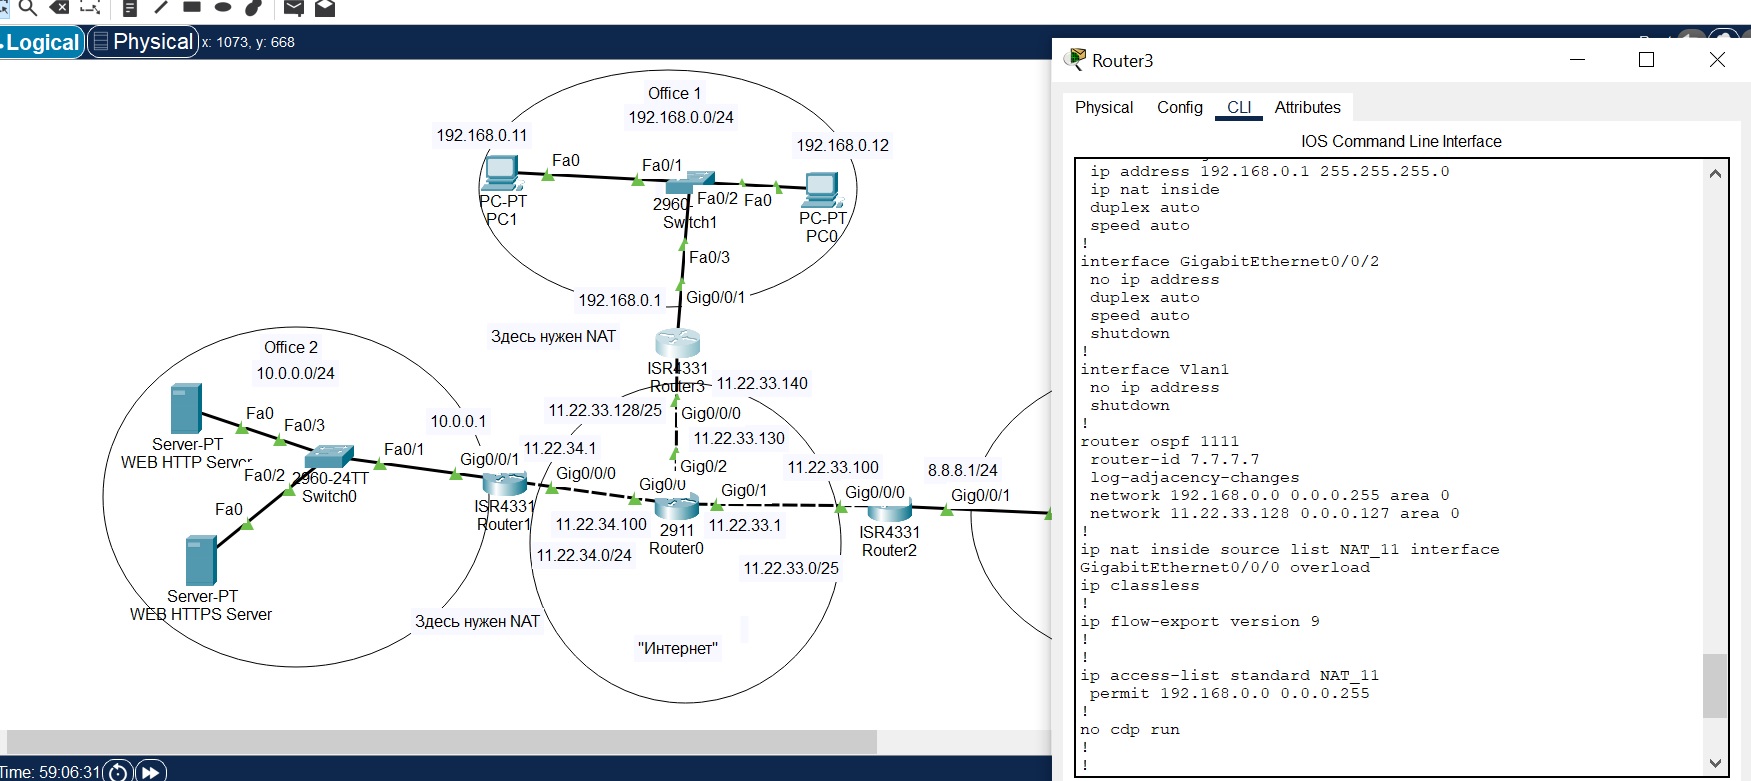 Logical
Physical
x: 1073, y: 668
Office 1
192.168.0.0/24
192.168.0.11
192.168.0.12
Fa0
Fa0/1
PC-PT
PC1
2960-
Switch1
Fa0/2
Fa0
PC-PT
PC0
Fa0/3
192.168.0.1
Gig0/0/1
Здесь нужен NAT
ISR4331
Router3
11.22.33.140
Office 2
10.0.0.0/24
11.22.33.128/25
Gig0/0/0
10.0.0.1
11.22.33.130
Fa0
Fa0/3
Server-PT
WEB HTTP Server
Fa0/1
11.22.34.1
Gig0/0/1
Gig0/0/0
Gig0/2
11.22.33.100
8.8.8.1/24
Fa0/2
2960-24TT
Switch0
Gig0/0
Gig0/1
Gig0/0/0
Gig0/0/1
Fa0
ISR4331
Router1
11.22.34.100
11.22.34.0/24
2911
Router0
11.22.33.1
ISR4331
Router2
11.22.33.0/25
Server-PT
WEB HTTPS Server
Здесь нужен NAT
"Интернет"
Time: 59:06:31
Router3
Physical
Config
CLI
Attributes
IOS Command Line Interface
ip address 192.168.0.1 255.255.255.0
ip nat inside
duplex auto
speed auto
!
interface GigabitEthernet0/0/2
no ip address
duplex auto
speed auto
shutdown
!
interface Vlan1
no ip address
shutdown
!
router ospf 1111
router-id 7.7.7.7
log-adjacency-changes
network 192.168.0.0 0.0.0.255 area 0
network 11.22.33.128 0.0.0.127 area 0
!
ip nat inside source list NAT_11 interface
GigabitEthernet0/0/0 overload
ip classless
!
ip flow-export version 9
!
!
ip access-list standard NAT_11
permit 192.168.0.0 0.0.0.255
!
no cdp run
!
!